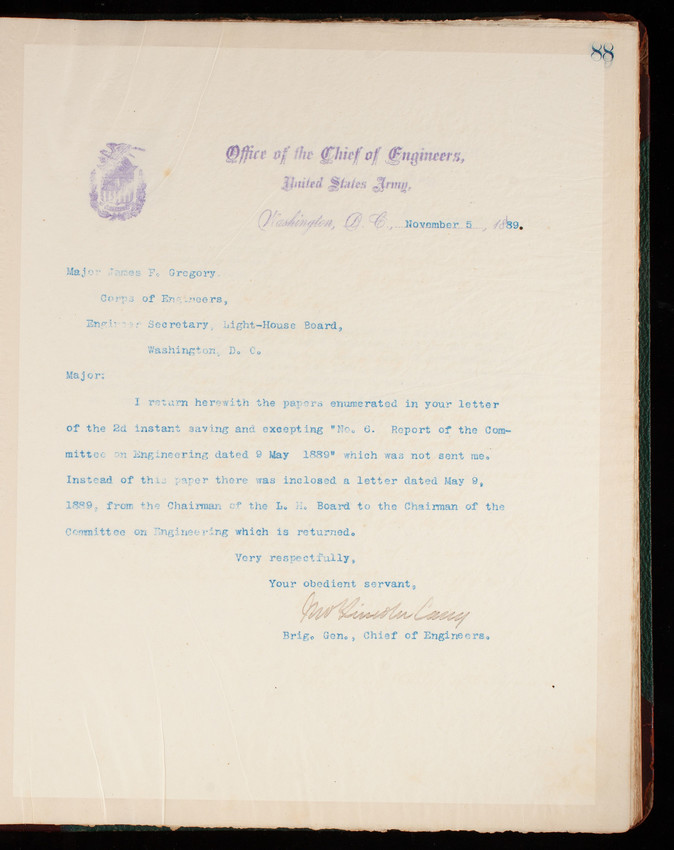 88
Office of the Chief of Engineers,
United States Army,
Washington, D. C., November 5, 1889.
Major James F. Gregory,
Corps of Engineers,
Engineer Secretary, Light-House Board,
Washington, D. C.
Major:
I return herewith the papers enumerated in your letter
of the 2d instant saving and excepting "No. 6. Report of the Com-
mittee on Engineering dated 9 May 1889" which was not sent me.
Instead of this paper there was inclosed a letter dated May 9,
1889, from the Chairman of the L. H. Board to the Chairman of the
Committee on Engineering which is returned.
Very respectfully,
Your obedient servant,
Jno Lincoln Casey
Brig. Gen., Chief of Engineers.